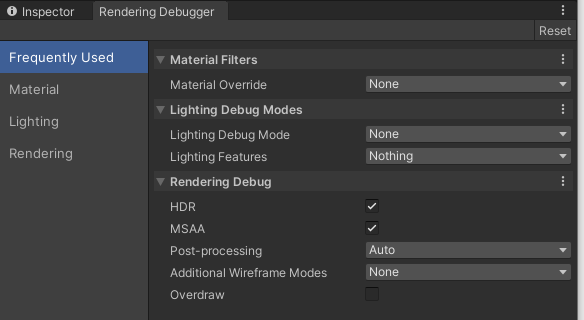 Inspector
Rendering Debugger
Reset
Frequently Used
Material
Lighting
Rendering
Material Filters
Material Override None
Lighting Debug Modes
Lighting Debug Mode None
Lighting Features Nothing
Rendering Debug
HDR
MSAA
Post-processing Auto
Additional Wireframe Modes None
Overdraw